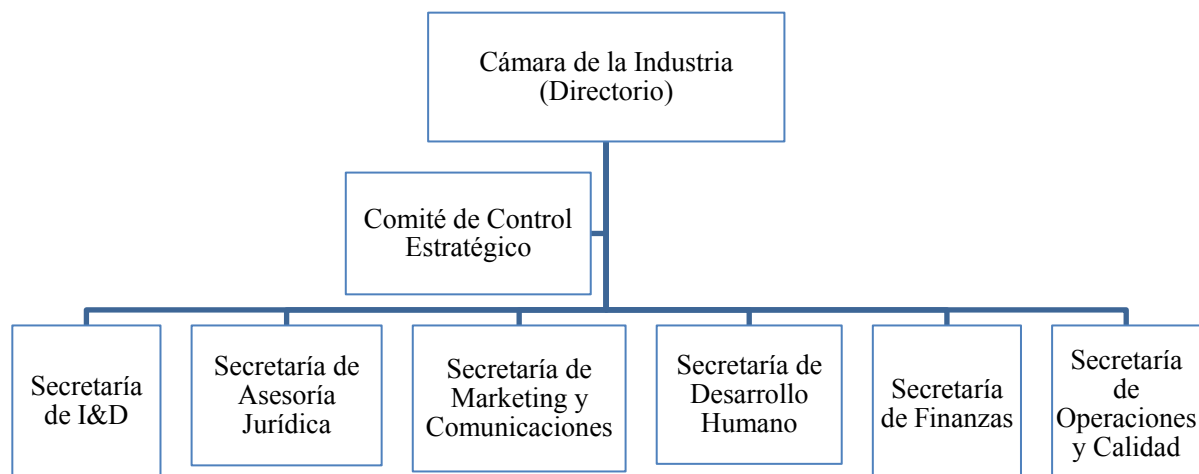 Cámara de la Industria
(Directorio)
Comité de Control
Estratégico
Secretaría
de I&D
Secretaría de
Asesoría
Jurídica
Secretaría de
Marketing y
Comunicaciones
Secretaría de
Desarrollo
Humano
Secretaría
de Finanzas
Secretaría
de
Operaciones
y Calidad